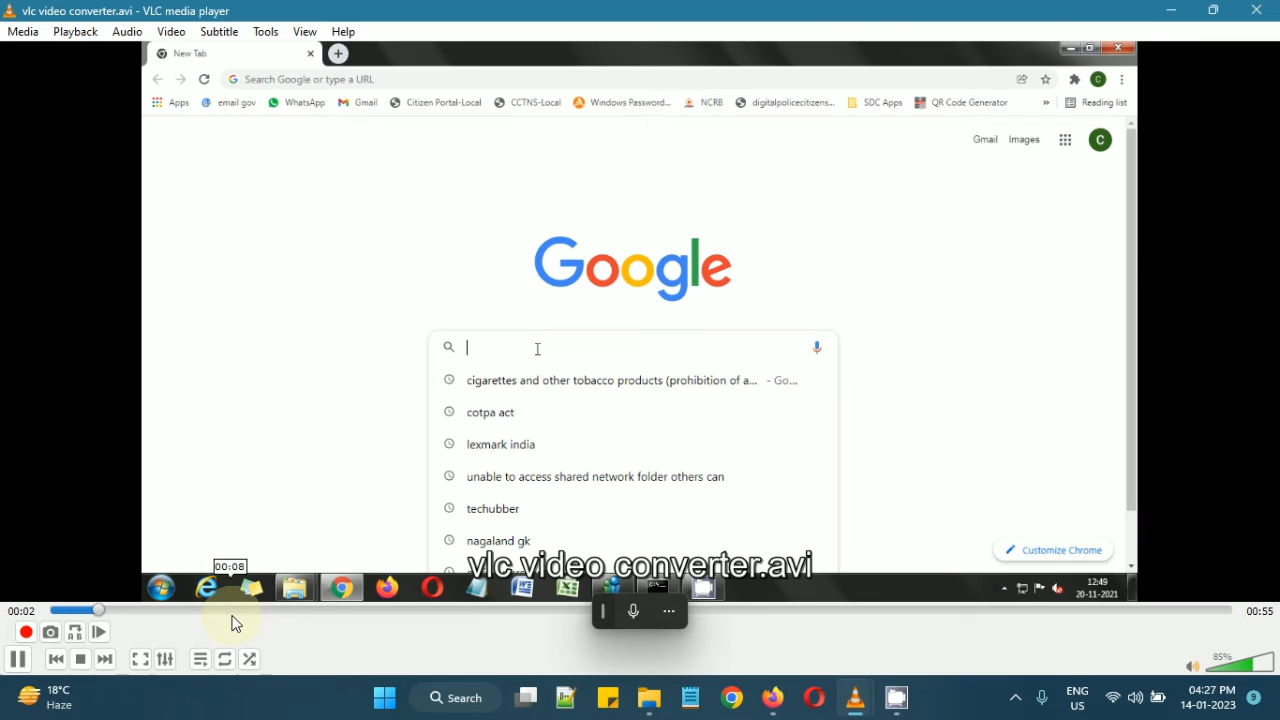 vlc video converter.avi - VLC media player
Media Playback Audio Video Subtitle Tools View Help
New Tab
Search Google or type a URL
Apps email gov WhatsApp Gmail Citizen Portal-Local CCTNS-Local Windows Password... NCRB digitalpolicecitizens... SDC Apps QR Code Generator » Reading list
Gmail Images C
Google
cigarettes and other tobacco products (prohibition of a... - Go...
cotpa act
lexmark india
unable to access shared network folder others can
techubber
nagaland gk
Customize Chrome
vlc video converter.avi
00:08
12:49
20-11-2021
00:02 00:55
85%
18°C
Haze
Search
ENG
US
04:27 PM
14-01-2023
9